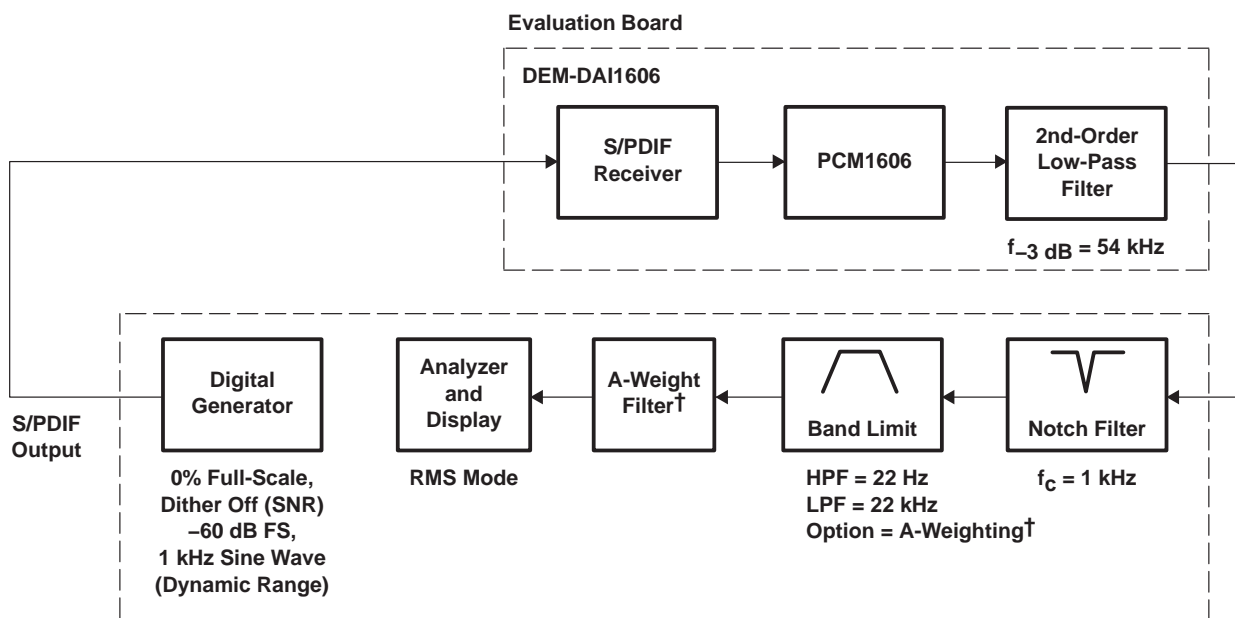 Evaluation Board
DEM-DAI1606
S/PDIF
Receiver
PCM1606
2nd-Order
Low-Pass
Filter
f–3 dB = 54 kHz
S/PDIF
Output
Digital
Generator
0% Full-Scale,
Dither Off (SNR)
–60 dB FS,
1 kHz Sine Wave
(Dynamic Range)
Analyzer
and
Display
RMS Mode
A-Weight
Filter†
Band Limit
HPF = 22 Hz
LPF = 22 kHz
Option = A-Weighting†
Notch Filter
fc = 1 kHz